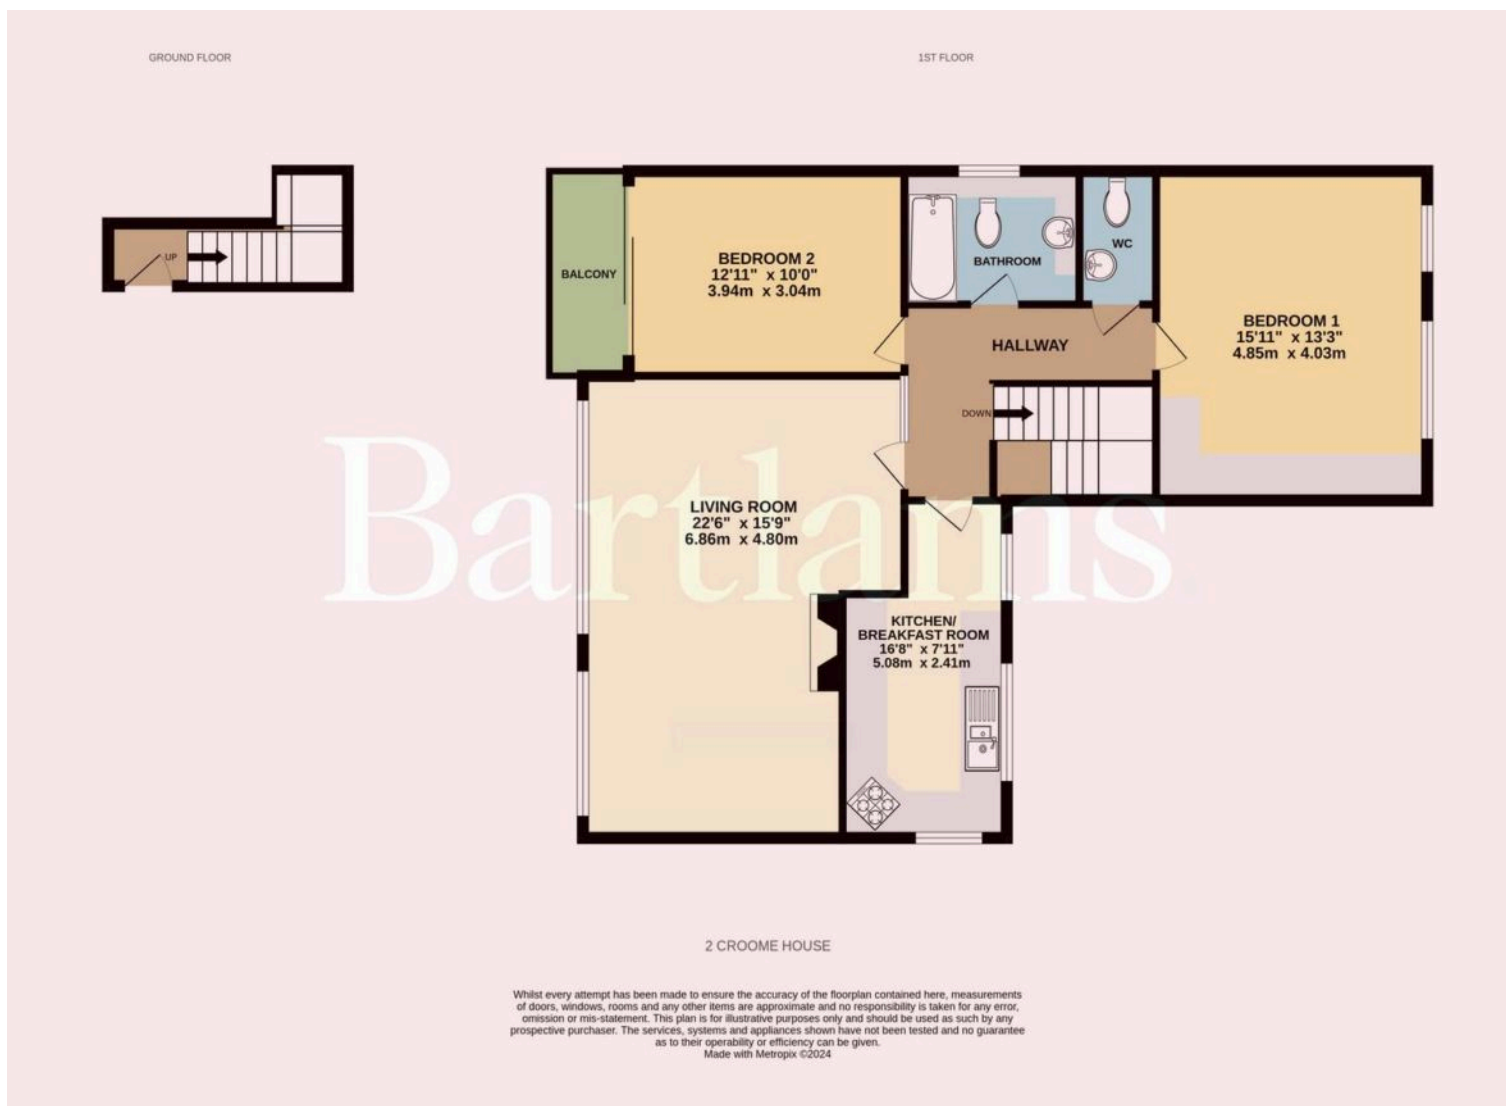 GROUND FLOOR
1ST FLOOR
UP
BALCONY
BEDROOM 2
12'11" x 10'0"
3.94m x 3.04m
BATHROOM
WC
BEDROOM 1
15'11" x 13'3"
4.85m x 4.03m
HALLWAY
DOWN
LIVING ROOM
22'6" x 15'9"
6.86m x 4.80m
KITCHEN/
BREAKFAST ROOM
16'8" x 7'11"
5.08m x 2.41m
Bartlams.
2 CROOME HOUSE
Whilst every attempt has been made to ensure the accuracy of the floorplan contained here, measurements
of doors, windows, rooms and any other items are approximate and no responsibility is taken for any error,
omission or mis-statement. This plan is for illustrative purposes only and should be used as such by any
prospective purchaser. The services, systems and appliances shown have not been tested and no guarantee
as to their operability or efficiency can be given.
Made with Metropix ©2024